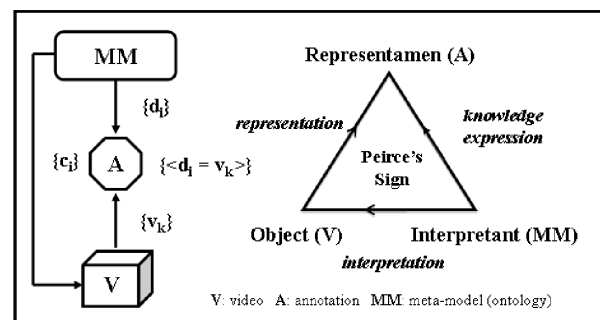 MM
{dᵢ}
{cᵢ} A {<dᵢ = vₖ>}
{vₖ}
V
Representamen (A)
representation
knowledge
expression
Peirce's
Sign
Object (V) Interpretant (MM)
interpretation
V: video A: annotation MM: meta-model (ontology)